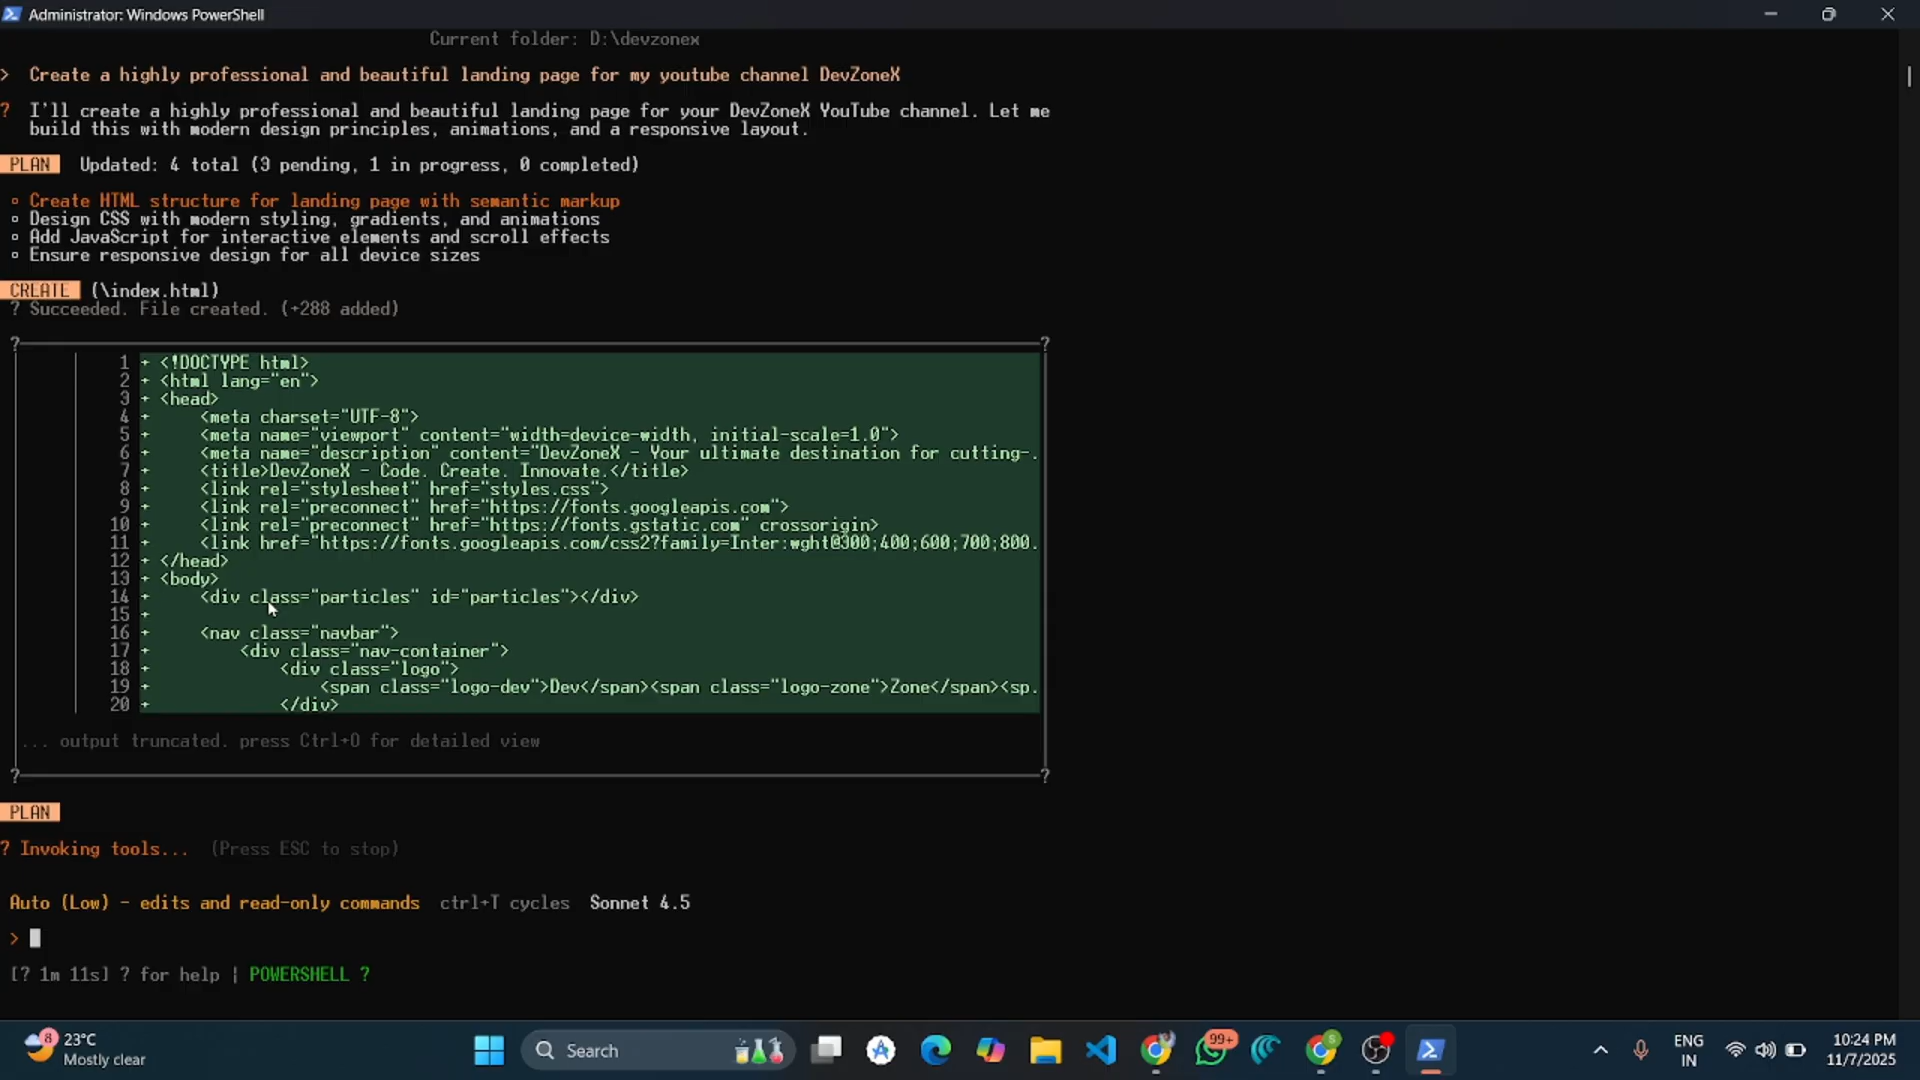 Administrator: Windows PowerShell
Current folder: D:\devzonex
> Create a highly professional and beautiful landing page for my youtube channel DevZoneX
? I'll create a highly professional and beautiful landing page for your DevZoneX YouTube channel. Let me
build this with modern design principles, animations, and a responsive layout.
PLAN Updated: 4 total (3 pending, 1 in progress, 0 completed)
◦ Create HTML structure for landing page with semantic markup
◦ Design CSS with modern styling, gradients, and animations
◦ Add JavaScript for interactive elements and scroll effects
◦ Ensure responsive design for all device sizes
CREATE (\index.html)
? Succeeded. File created. (+288 added)
? ?
1 + <!DOCTYPE html>
2 + <html lang="en">
3 + <head>
4 + <meta charset="UTF-8">
5 + <meta name="viewport" content="width=device-width, initial-scale=1.0">
6 + <meta name="description" content="DevZoneX - Your ultimate destination for cutting-.
7 + <title>DevZoneX - Code. Create. Innovate.</title>
8 + <link rel="stylesheet" href="styles.css">
9 + <link rel="preconnect" href="https://fonts.googleapis.com">
10 + <link rel="preconnect" href="https://fonts.gstatic.com" crossorigin>
11 + <link href="https://fonts.googleapis.com/css2?family=Inter:wght@300;400;600;700;800.
12 + </head>
13 + <body>
14 + <div class="particles" id="particles"></div>
15 +
16 + <nav class="navbar">
17 + <div class="nav-container">
18 + <div class="logo">
19 + <span class="logo-dev">Dev</span><span class="logo-zone">Zone</span><sp.
20 + </div>
... output truncated. press Ctrl+O for detailed view
? ?
PLAN
? Invoking tools... (Press ESC to stop)
Auto (Low) - edits and read-only commands ctrl+T cycles Sonnet 4.5
>
[? 1m 11s] ? for help | POWERSHELL ?
8
23°C
Mostly clear
Search
99+
ENG
IN
10:24 PM
11/7/2025